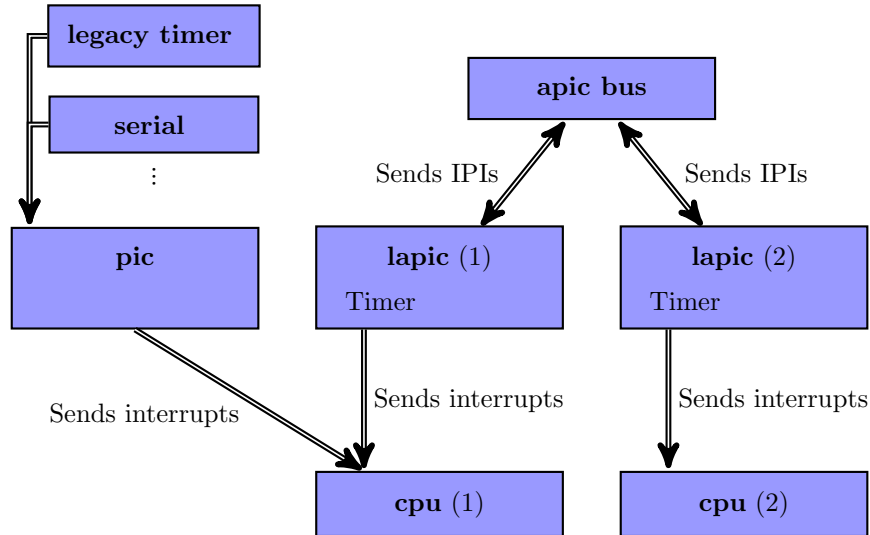 legacy timer
apic bus
serial
⋮
Sends IPIs
Sends IPIs
pic
lapic (1)
lapic (2)
Timer
Timer
Sends interrupts
Sends interrupts
Sends interrupts
cpu (1)
cpu (2)